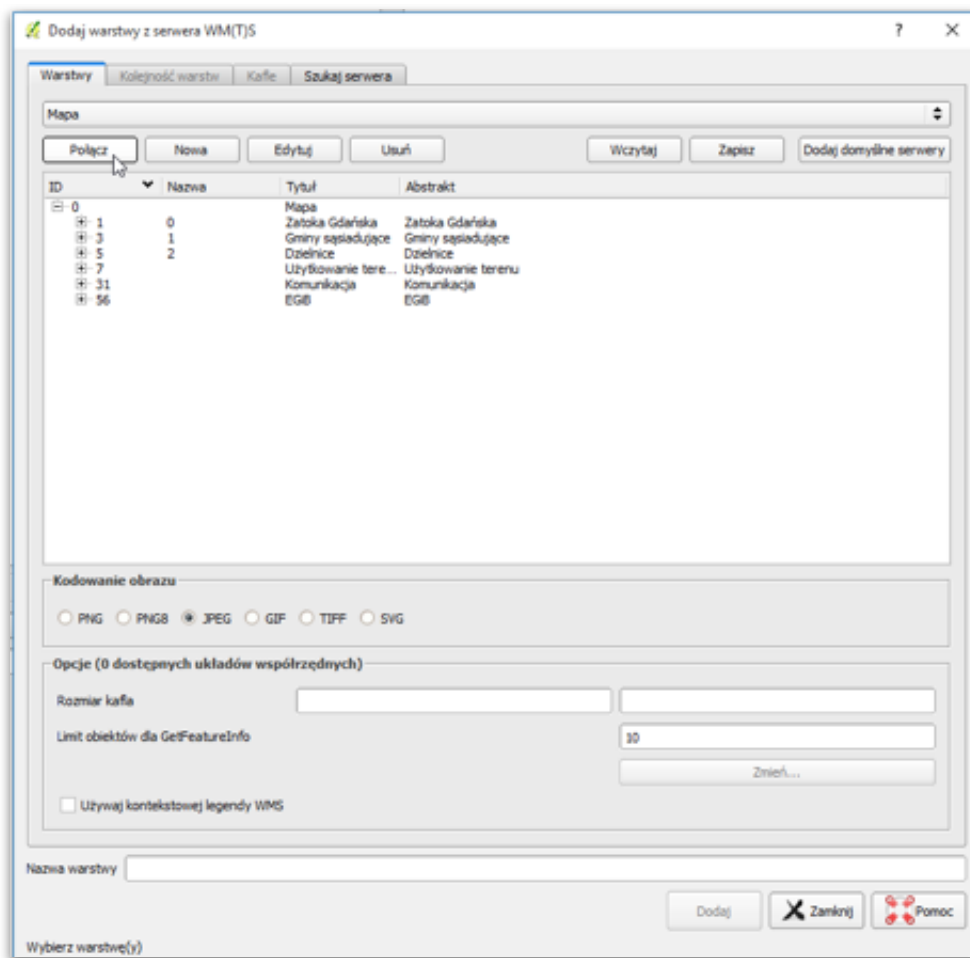 Dodaj warstwy z serwera WM(T)S ?
Warstwy Kolejność warstw Kafle Szukaj serwera
Mapa
Połącz Nowa Edytuj Usuń Wczytaj Zapisz Dodaj domyślne serwery
ID Nazwa Tytuł Abstrakt
0 Mapa
1 0 Zatoka Gdańska Zatoka Gdańska
3 1 Gminy sąsiadujące Gminy sąsiadujące
5 2 Dzielnice Dzielnice
7 Użytkowanie tere... Użytkowanie terenu
31 Komunikacja Komunikacja
56 EGiB EGiB
Kodowanie obrazu
PNG PNG8 JPEG GIF TIFF SVG
Opcje (0 dostępnych układów współrzędnych)
Rozmiar kafla
Limit obiektów dla GetFeatureInfo 10
Zmień...
Używaj kontekstowej legendy WMS
Nazwa warstwy
Dodaj Zamknij Pomoc
Wybierz warstwę(y)